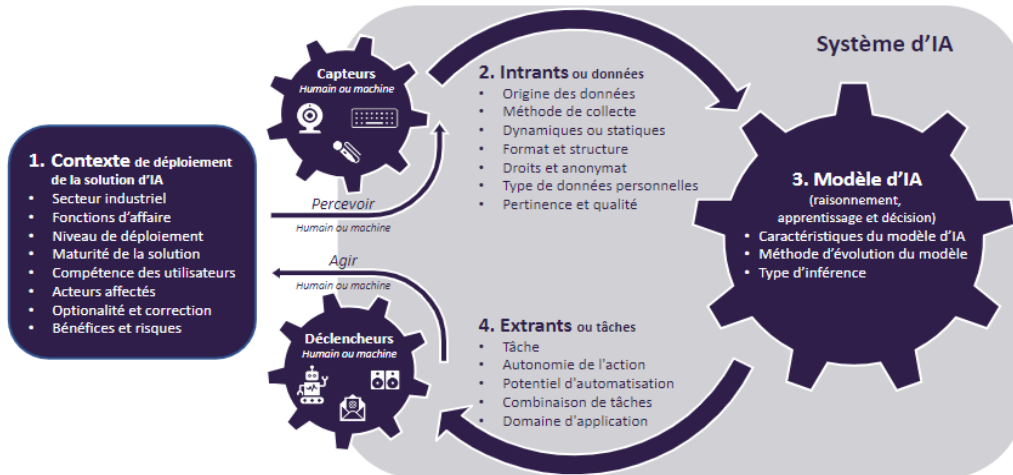 Système d'IA
Capteurs
Humain ou machine
2. Intrants ou données
• Origine des données
• Méthode de collecte
• Dynamiques ou statiques
• Format et structure
• Droits et anonymat
• Type de données personnelles
• Pertinence et qualité
1. Contexte de déploiement
de la solution d'IA
• Secteur industriel
• Fonctions d'affaire
• Niveau de déploiement
• Maturité de la solution
• Compétence des utilisateurs
• Acteurs affectés
• Optionalité et correction
• Bénéfices et risques
Percevoir
Humain ou machine
Agir
Humain ou machine
3. Modèle d'IA
(raisonnement,
apprentissage et décision)
• Caractéristiques du modèle d'IA
• Méthode d'évolution du modèle
• Type d'inférence
Déclencheurs
Humain ou machine
4. Extrants ou tâches
• Tâche
• Autonomie de l'action
• Potentiel d'automatisation
• Combinaison de tâches
• Domaine d'application